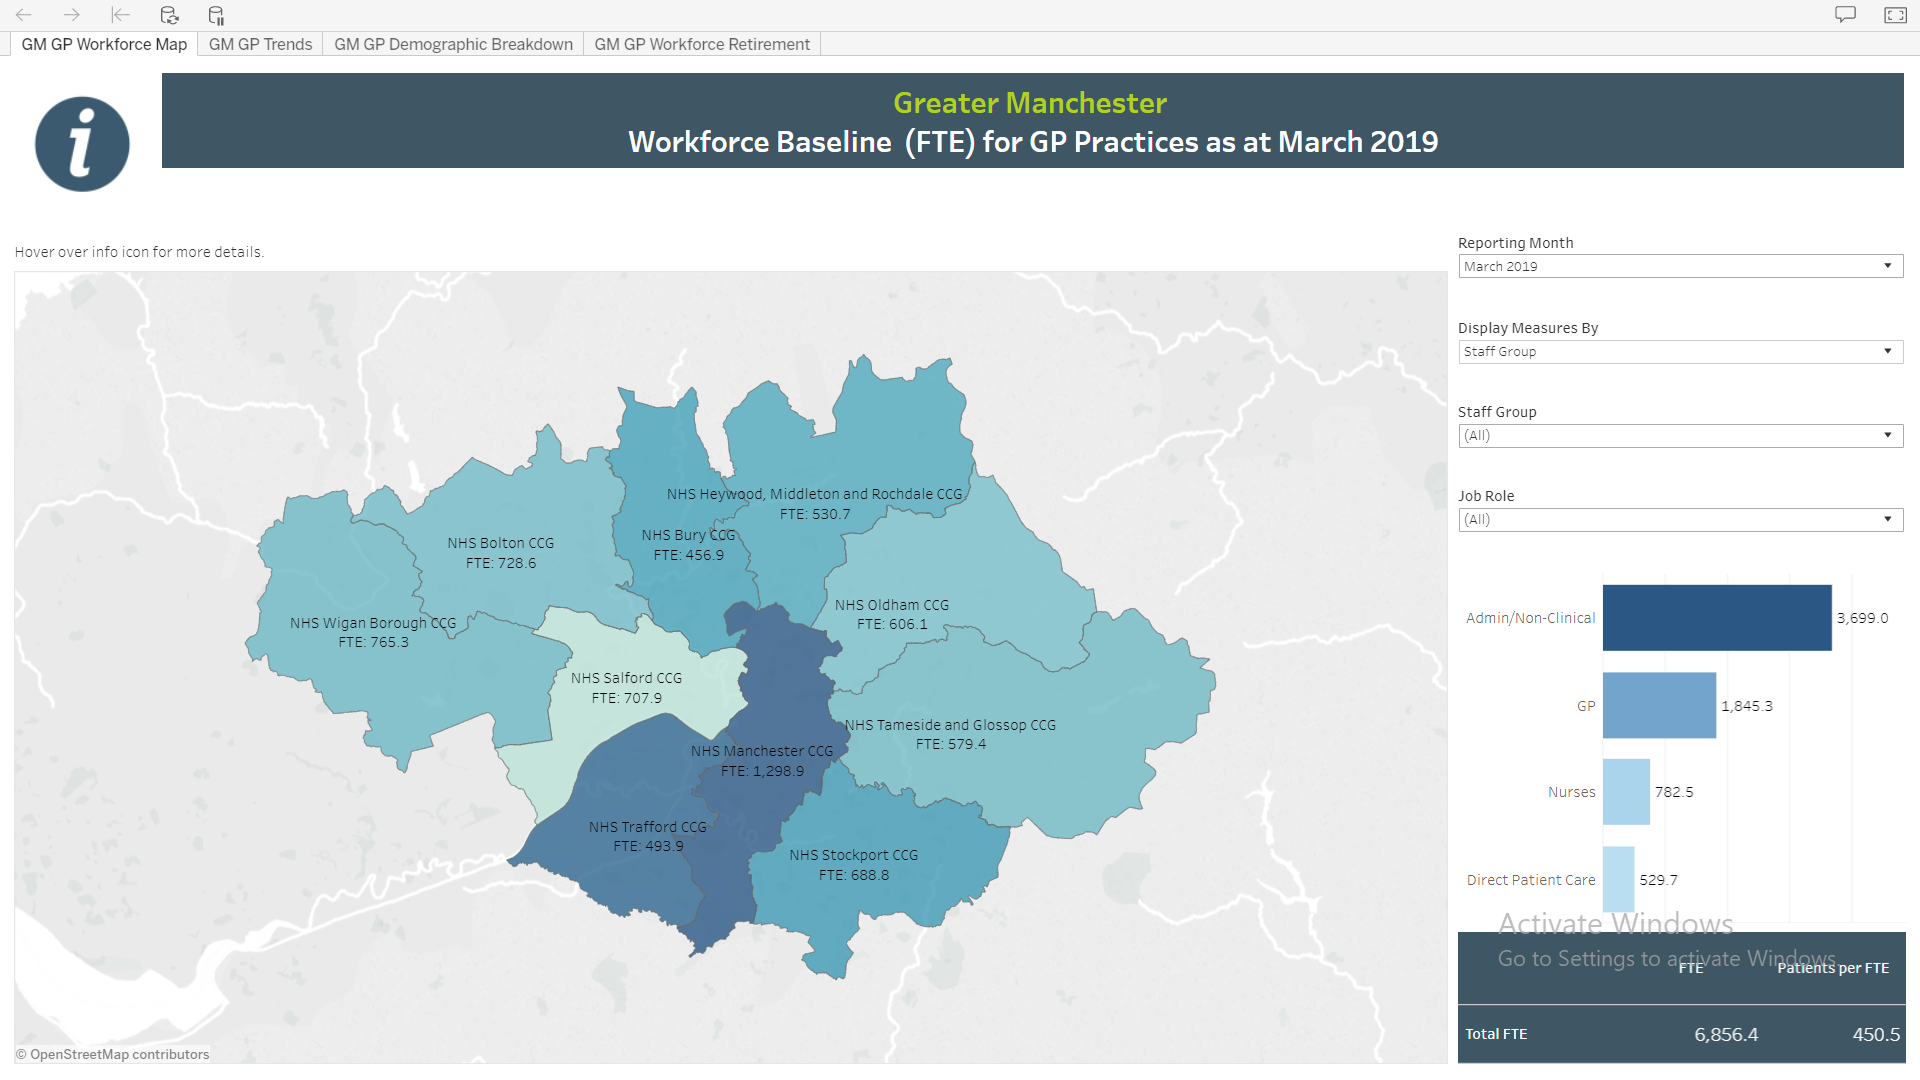 GM GP Workforce Map
GM GP Trends
GM GP Demographic Breakdown
GM GP Workforce Retirement
i
Greater Manchester
Workforce Baseline (FTE) for GP Practices as at March 2019
Hover over info icon for more details.
NHS Heywood, Middleton and Rochdale CCG
FTE: 530.7
NHS Bury CCG
FTE: 456.9
NHS Bolton CCG
FTE: 728.6
NHS Oldham CCG
FTE: 606.1
NHS Wigan Borough CCG
FTE: 765.3
NHS Salford CCG
FTE: 707.9
NHS Tameside and Glossop CCG
FTE: 579.4
NHS Manchester CCG
FTE: 1,298.9
NHS Trafford CCG
FTE: 493.9
NHS Stockport CCG
FTE: 688.8
© OpenStreetMap contributors
Reporting Month
March 2019
Display Measures By
Staff Group
Staff Group
(All)
Job Role
(All)
Admin/Non-Clinical 3,699.0
GP 1,845.3
Nurses 782.5
Direct Patient Care 529.7
Activate Windows
Go to Settings to activate Windows.
FTE Patients per FTE
Total FTE 6,856.4 450.5